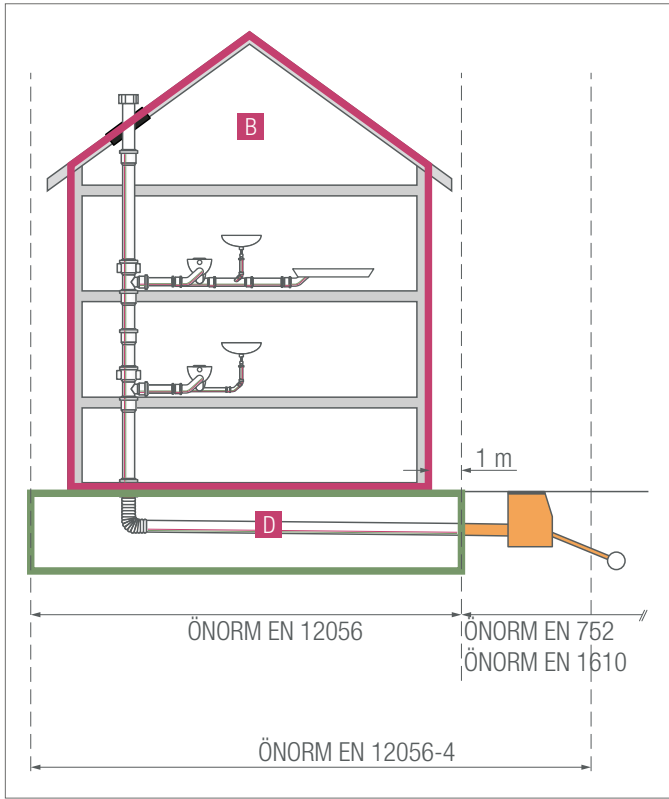 B
1 m
D
ÖNORM EN 12056
ÖNORM EN 752
ÖNORM EN 1610
ÖNORM EN 12056-4